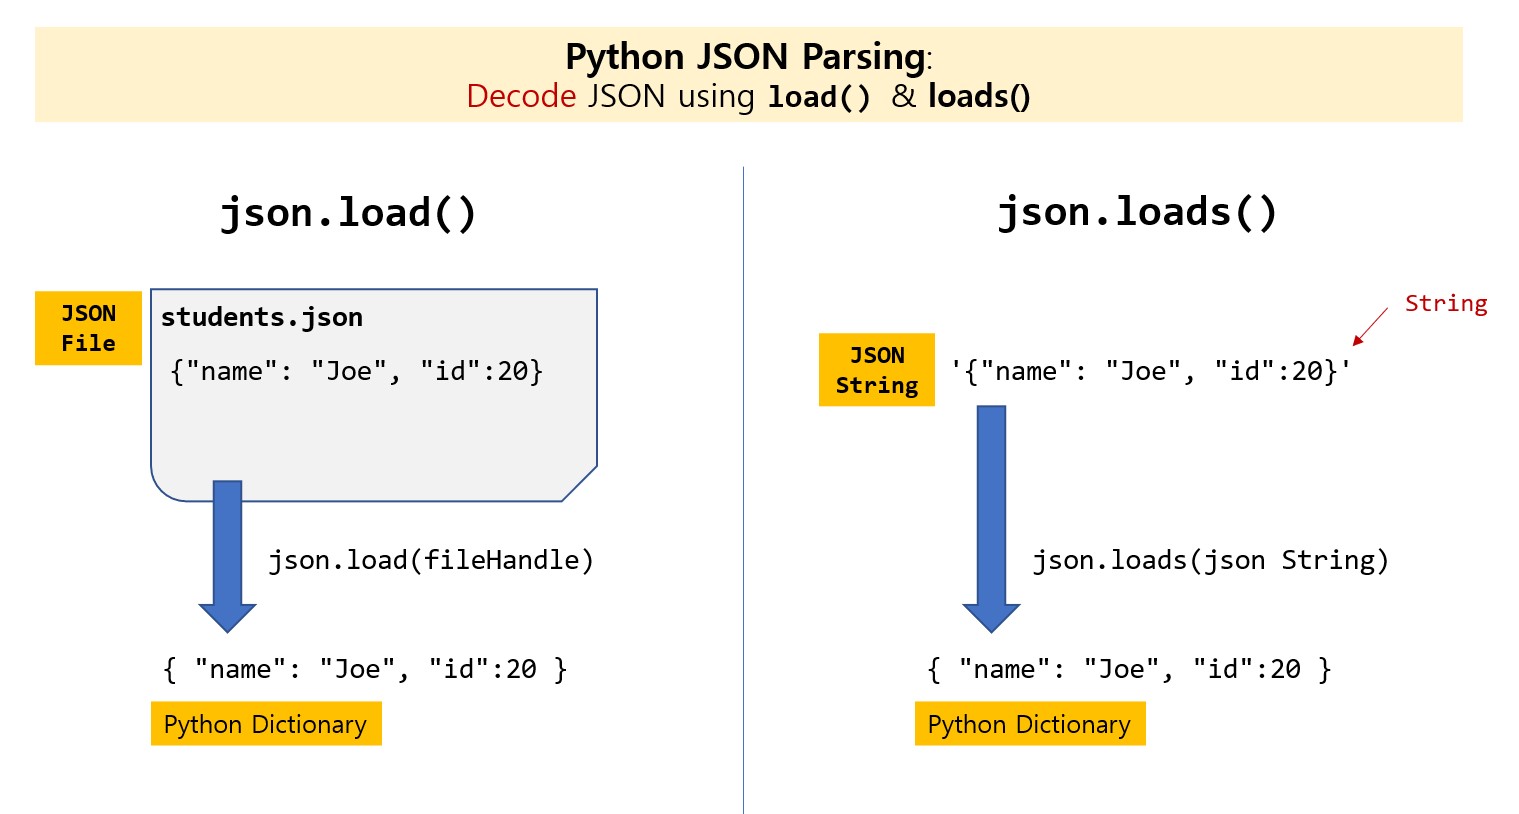 Python JSON Parsing:
Decode JSON using load() & loads()
json.load()
JSON
File
students.json
{"name": "Joe", "id":20}
json.load(fileHandle)
{ "name": "Joe", "id":20 }
Python Dictionary
json.loads()
String
JSON
String
'{"name": "Joe", "id":20}'
json.loads(json String)
{ "name": "Joe", "id":20 }
Python Dictionary